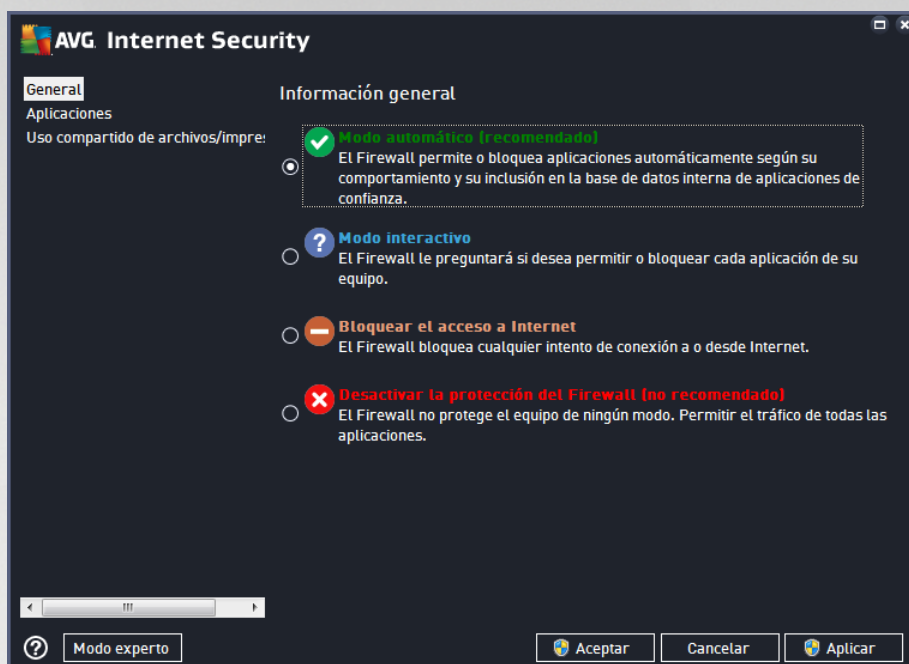 AVG Internet Security
General
Aplicaciones
Uso compartido de archivos/impre
Información general
Modo automático (recomendado)
El Firewall permite o bloquea aplicaciones automáticamente según su
comportamiento y su inclusión en la base de datos interna de aplicaciones de
confianza.
Modo interactivo
El Firewall le preguntará si desea permitir o bloquear cada aplicación de su
equipo.
Bloquear el acceso a Internet
El Firewall bloquea cualquier intento de conexión a o desde Internet.
Desactivar la protección del Firewall (no recomendado)
El Firewall no protege el equipo de ningún modo. Permitir el tráfico de todas las
aplicaciones.
Modo experto
Aceptar
Cancelar
Aplicar